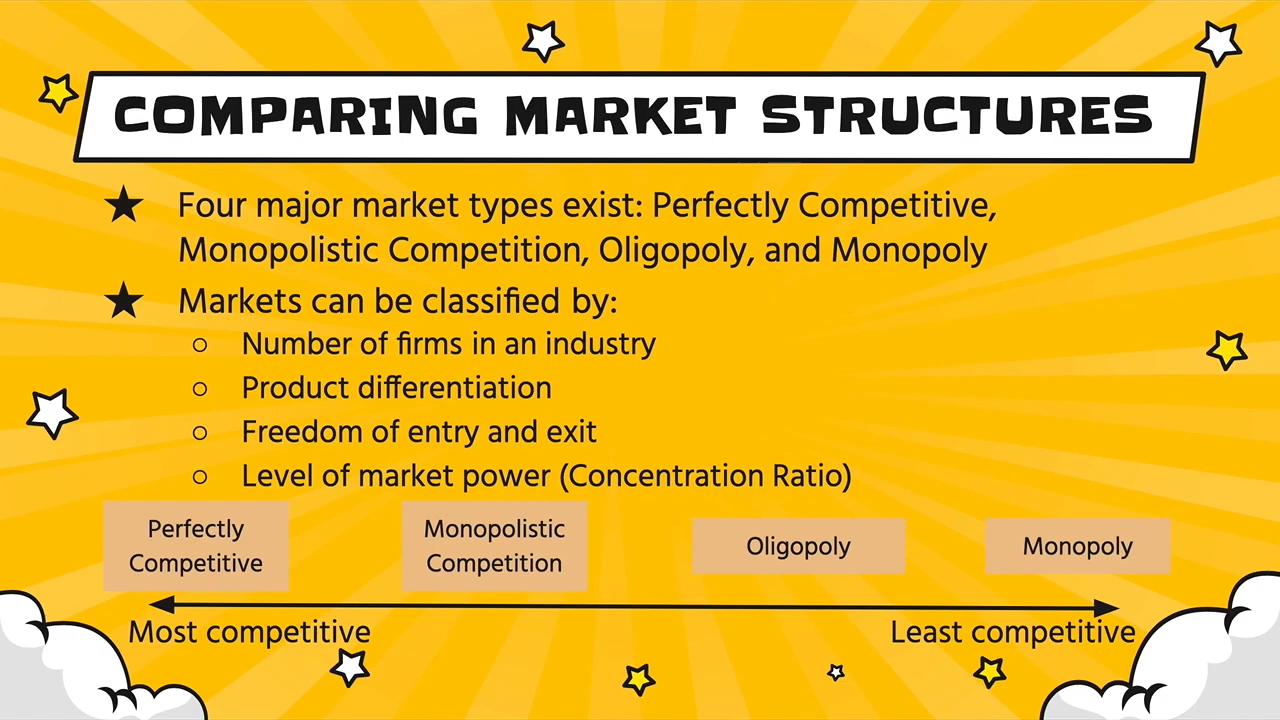 COMPARING MARKET STRUCTURES
★ Four major market types exist: Perfectly Competitive,
Monopolistic Competition, Oligopoly, and Monopoly
★ Markets can be classified by:
○ Number of firms in an industry
○ Product differentiation
○ Freedom of entry and exit
○ Level of market power (Concentration Ratio)
Perfectly
Competitive
Monopolistic
Competition
Oligopoly
Monopoly
Most competitive
Least competitive